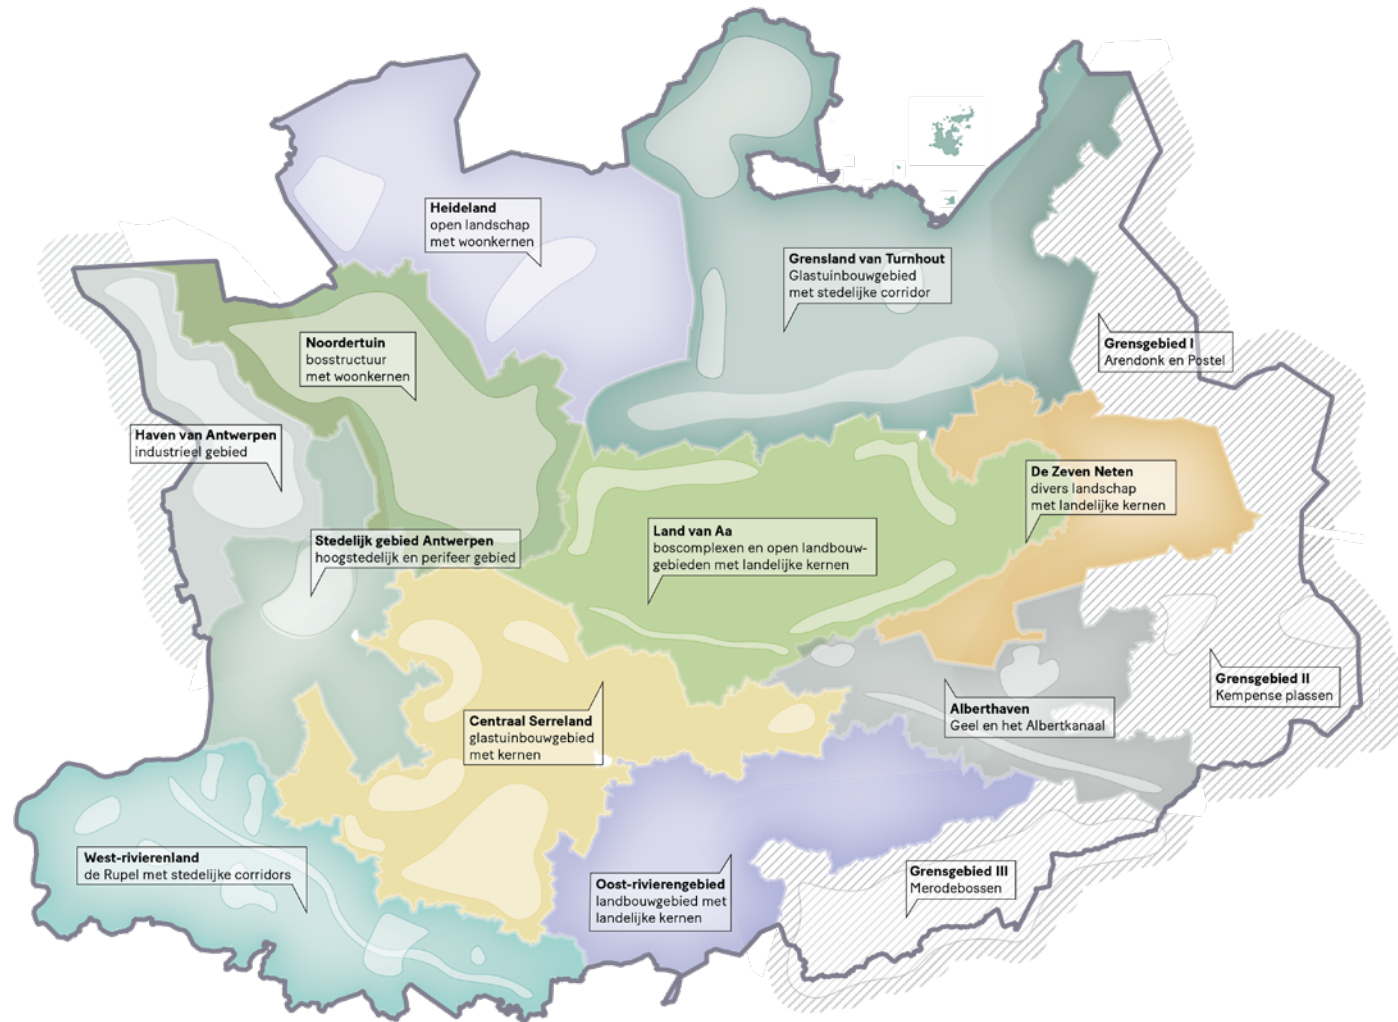 Heideland
open landschap
met woonkernen
Grensland van Turnhout
Glastuinbouwgebied
met stedelijke corridor
Noordertuin
bosstructuur
met woonkernen
Grensgebied I
Arendonk en Postel
Haven van Antwerpen
industrieel gebied
De Zeven Neten
divers landschap
met landelijke kernen
Stedelijk gebied Antwerpen
hoogstedelijk en perifeer gebied
Land van Aa
boscomplexen en open landbouw-
gebieden met landelijke kernen
Grensgebied II
Kempense plassen
Alberthaven
Geel en het Albertkanaal
Centraal Serreland
glastuinbouwgebied
met kernen
West-rivierenland
de Rupel met stedelijke corridors
Oost-rivierengebied
landbouwgebied met
landelijke kernen
Grensgebied III
Merodebossen